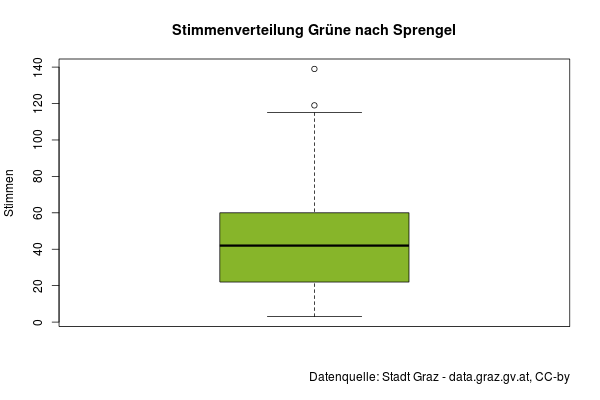 Stimmenverteilung Grüne nach Sprengel
Stimmen
140
120
100
80
60
40
20
0
Datenquelle: Stadt Graz - data.graz.gv.at, CC-by